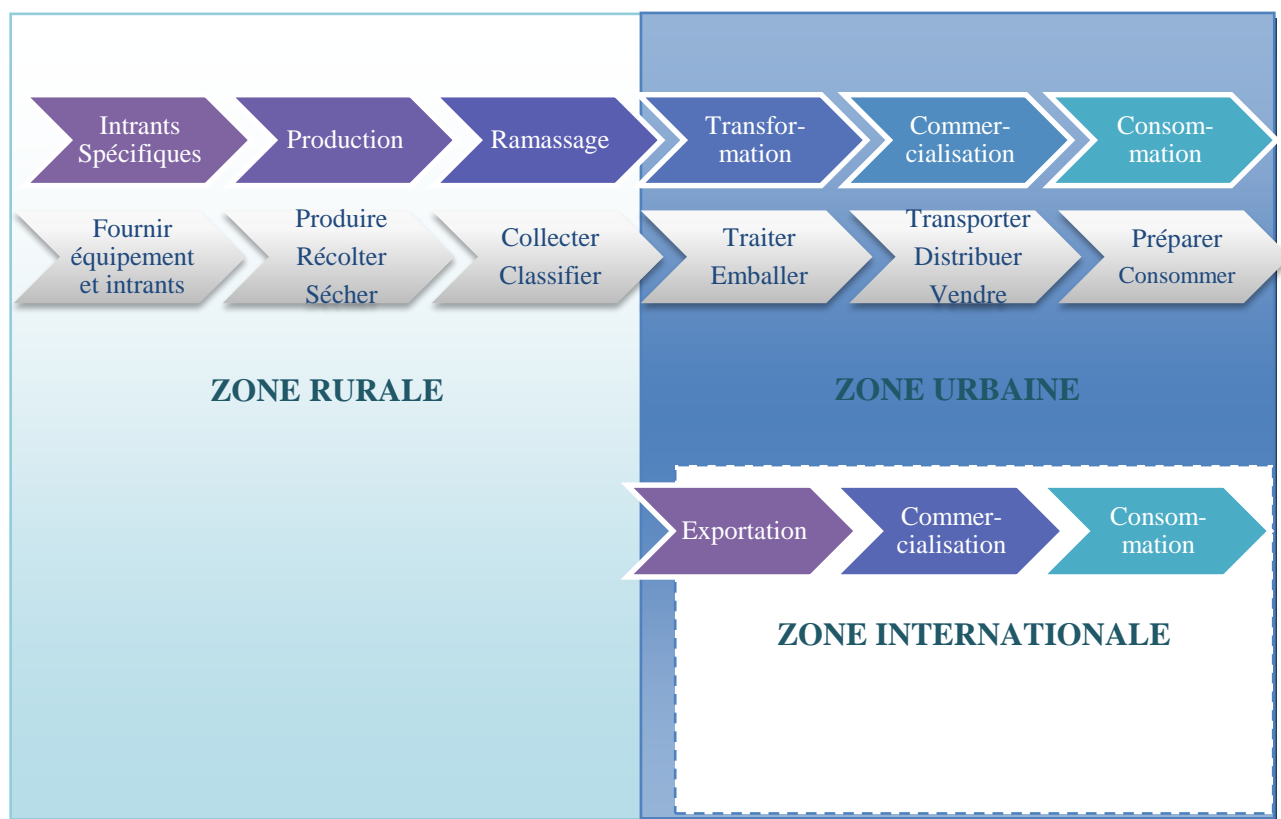 Intrants
Spécifiques
Production
Ramassage
Transfor-
mation
Commer-
cialisation
Consom-
mation
Fournir
équipement
et intrants
Produire
Récolter
Sécher
Collecter
Classifier
Traiter
Emballer
Transporter
Distribuer
Vendre
Préparer
Consommer
ZONE RURALE
ZONE URBAINE
Exportation
Commer-
cialisation
Consom-
mation
ZONE INTERNATIONALE